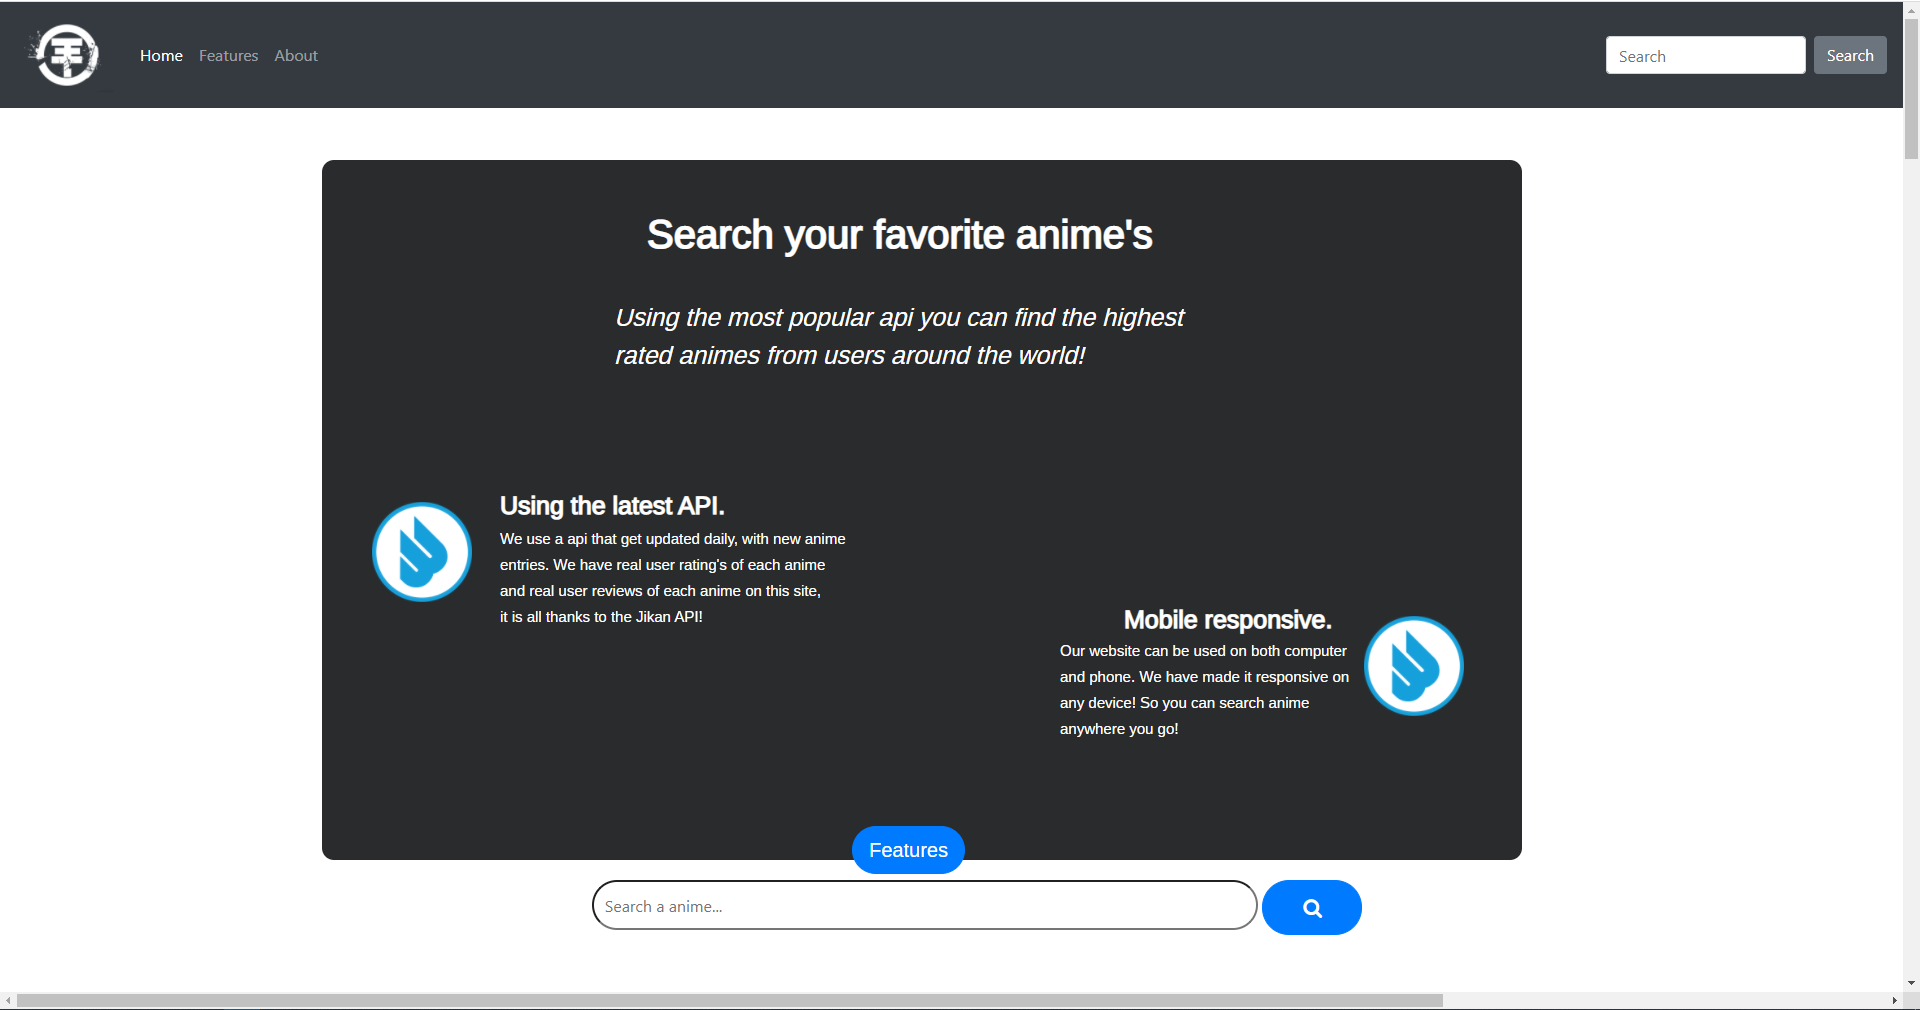 Home Features About
Search Search
Search your favorite anime's
Using the most popular api you can find the highest
rated animes from users around the world!
Using the latest API.
We use a api that get updated daily, with new anime
entries. We have real user rating's of each anime
and real user reviews of each anime on this site,
it is all thanks to the Jikan API!
Mobile responsive.
Our website can be used on both computer
and phone. We have made it responsive on
any device! So you can search anime
anywhere you go!
Features
Search a anime...